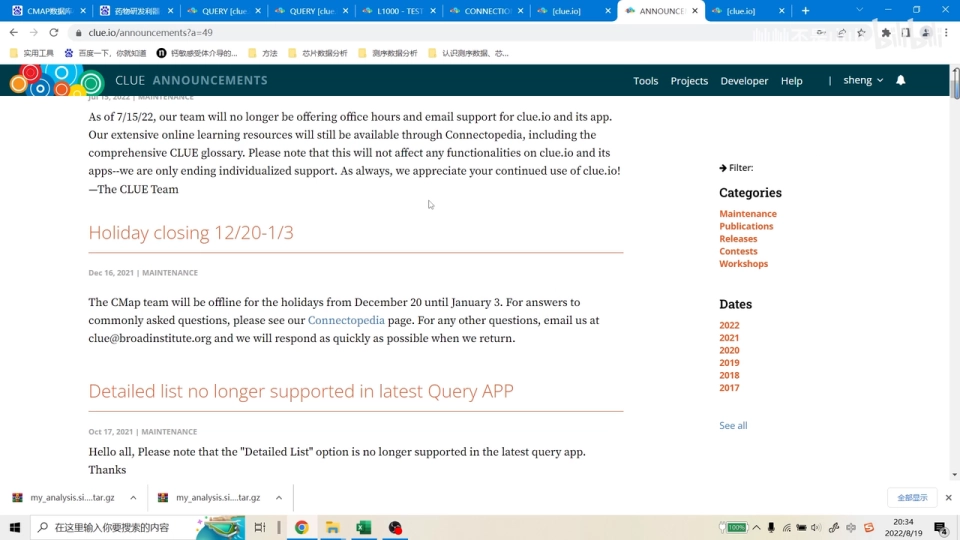 CMAP数据库
药物研发利器
QUERY [clue.
QUERY [clue.
L1000 - TEST
CONNECTION
[clue.io]
ANNOUNCE
[clue.io]
clue.io/announcements?a=49
实用工具
百度一下，你就知道
钙敏感受体介导的...
方法
芯片数据分析
测序数据分析
认识测序数据、芯...
CLUE ANNOUNCEMENTS
Tools
Projects
Developer
Help
sheng
Jul 15, 2022 | MAINTENANCE
As of 7/15/22, our team will no longer be offering office hours and email support for clue.io and its app.
Our extensive online learning resources will still be available through Connectopedia, including the
comprehensive CLUE glossary. Please note that this will not affect any functionalities on clue.io and its
apps--we are only ending individualized support. As always, we appreciate your continued use of clue.io!
—The CLUE Team
Holiday closing 12/20-1/3
Dec 16, 2021 | MAINTENANCE
The CMap team will be offline for the holidays from December 20 until January 3. For answers to
commonly asked questions, please see our Connectopedia page. For any other questions, email us at
clue@broadinstitute.org and we will respond as quickly as possible when we return.
Detailed list no longer supported in latest Query APP
Oct 17, 2021 | MAINTENANCE
Hello all, Please note that the "Detailed List" option is no longer supported in the latest query app.
Thanks
Filter:
Categories
Maintenance
Publications
Releases
Contests
Workshops
Dates
2022
2021
2020
2019
2018
2017
See all
my_analysis.si....tar.gz
my_analysis.si....tar.gz
全部显示
在这里输入你要搜索的内容
100%
中
20:34
2022/8/19
4